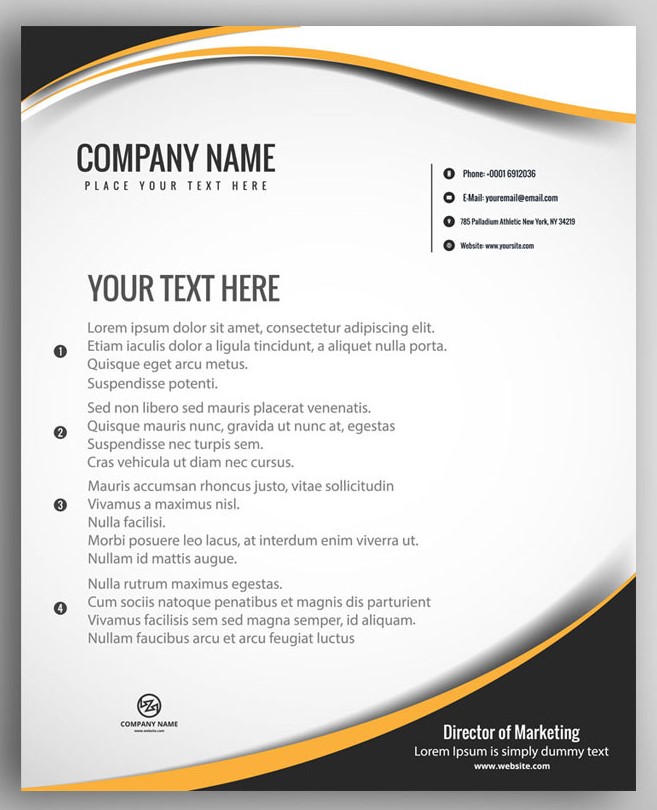 COMPANY NAME
PLACE YOUR TEXT HERE
Phone: +0001 6912036
E-Mail: youremail@email.com
785 Palladium Athletic New York, NY 34219
Website: www.yoursite.com
YOUR TEXT HERE
1
Lorem ipsum dolor sit amet, consectetur adipiscing elit.
Etiam iaculis dolor a ligula tincidunt, a aliquet nulla porta.
Quisque eget arcu metus.
Suspendisse potenti.
2
Sed non libero sed mauris placerat venenatis.
Quisque mauris nunc, gravida ut nunc at, egestas
Suspendisse nec turpis sem.
Cras vehicula ut diam nec cursus.
3
Mauris accumsan rhoncus justo, vitae sollicitudin
Vivamus a maximus nisl.
Nulla facilisi.
Morbi posuere leo lacus, at interdum enim viverra ut.
Nullam id mattis augue.
4
Nulla rutrum maximus egestas.
Cum sociis natoque penatibus et magnis dis parturient
Vivamus facilisis sem sed magna semper, id aliquam.
Nullam faucibus arcu et arcu feugiat luctus
COMPANY NAME
www.website.com
Director of Marketing
Lorem Ipsum is simply dummy text
www.website.com